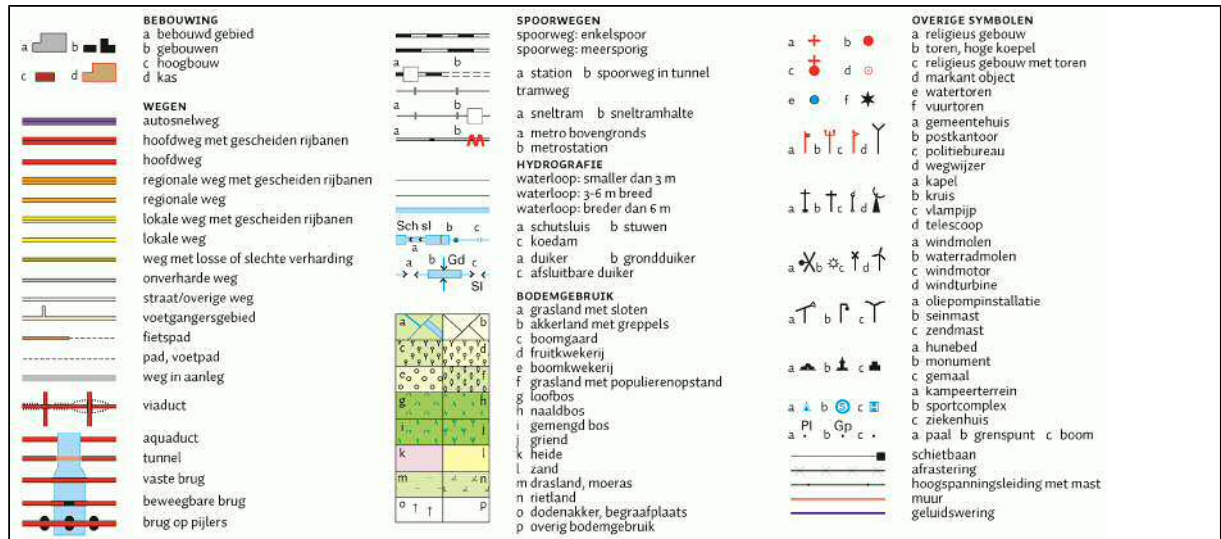 BEBOUWING
a bebouwd gebied
b gebouwen
c hoogbouw
d kas
a b
c d
WEGEN
autosnelweg
hoofdweg met gescheiden rijbanen
hoofdweg
regionale weg met gescheiden rijbanen
regionale weg
lokale weg met gescheiden rijbanen
lokale weg
weg met losse of slechte verharding
onverharde weg
straat/overige weg
voetgangersgebied
fietspad
pad, voetpad
weg in aanleg
viaduct
aquaduct
tunnel
vaste brug
beweegbare brug
brug op pijlers
SPOORWEGEN
spoorweg: enkelspoor
spoorweg: meersporig
a b
a station b spoorweg in tunnel
tramweg
a b
a sneltram b sneltramhalte
a b
a metro bovengronds
b metrostation
HYDROGRAFIE
waterloop: smaller dan 3 m
waterloop: 3-6 m breed
waterloop: breder dan 6 m
Sch sl b c
a
a schutsluis b stuwen
c koedam
a b Gd c
Sl
a duiker b grondduiker
c afsluitbare duiker
BODEMGEBRUIK
a grasland met sloten
b akkerland met greppels
c boomgaard
d fruitkwekerij
e boomkwekerij
f grasland met populierenopstand
g loofbos
h naaldbos
i gemengd bos
j griend
k heide
l zand
m drasland, moeras
n rietland
o dodenakker, begraafplaats
p overig bodemgebruik
a b
c d
e f
g h
i j
k l
m n
o p
OVERIGE SYMBOLEN
a religieus gebouw
b toren, hoge koepel
c religieus gebouw met toren
d markant object
e watertoren
f vuurtoren
a b
c d
e f
a gemeentehuis
b postkantoor
c politiebureau
d wegwijzer
a b c d
a kapel
b kruis
c vlampijp
d telescoop
a b c d
a windmolen
b waterradmolen
c windmotor
d windturbine
a b c d
a oliepompinstallatie
b seinmast
c zendmast
a b c
a hunebed
b monument
c gemaal
a b c
a kampeerterrein
b sportcomplex
c ziekenhuis
a b S c H
Pl Gp
a b c
a paal b grenspunt c boom
schietbaan
afrastering
hoogspanningsleiding met mast
muur
geluidswering